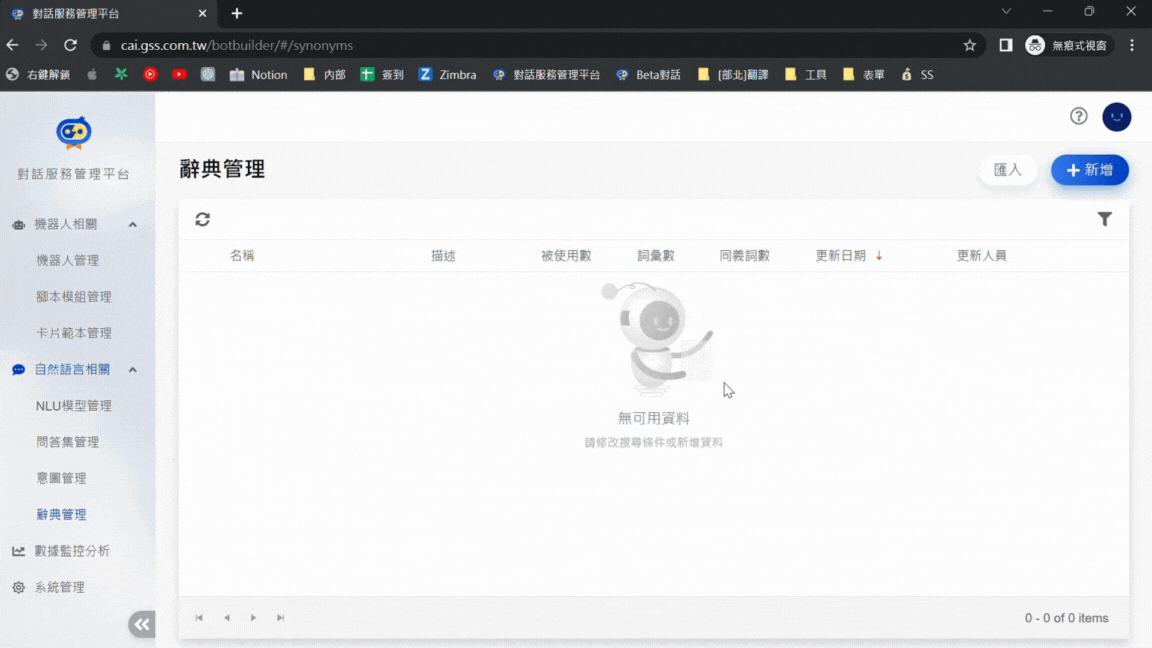 對話服務管理平台
cai.gss.com.tw/botbuilder/#/synonyms
無痕式視窗
右鍵解鎖
Notion
內部
簽到
Zimbra
對話服務管理平台
Beta對話
[部北]翻譯
工具
表單
SS
對話服務管理平台
機器人相關
機器人管理
腳本模組管理
卡片範本管理
自然語言相關
NLU模型管理
問答集管理
意圖管理
辭典管理
數據監控分析
系統管理
辭典管理
匯入
+ 新增
名稱
描述
被使用數
詞彙數
同義詞數
更新日期 ↓
更新人員
無可用資料
請修改搜尋條件或新增資料
0 - 0 of 0 items